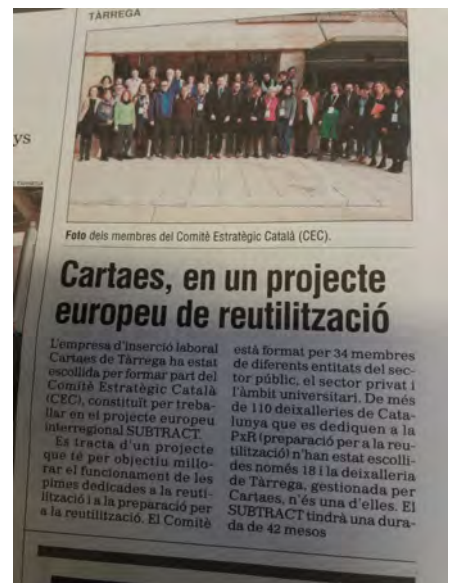 TÀRREGA
ys
Foto dels membres del Comitè Estratègic Català (CEC).
Cartaes, en un projecte
europeu de reutilització
L'empresa d'inserció laboral
Cartaes de Tàrrega ha estat
escollida per formar part del
Comitè Estratègic Català
(CEC), constituït per treba-
llar en el projecte europeu
interregional SUBTRACT.
Es tracta d'un projecte
que té per objectiu millo-
rar el funcionament de les
pimes dedicades a la reuti-
lització i a la preparació per
a la reutilització. El Comitè
està format per 34 membres
de diferents entitats del sec-
tor públic, el sector privat i
l'àmbit universitari. De més
de 110 deixalleries de Cata-
lunya que es dediquen a la
PxR (preparació per a la reu-
tilització) n'han estat escolli-
des només 18 i la deixalleria
de Tàrrega, gestionada per
Cartaes, n'és una d'elles. El
SUBTRACT tindrà una dura-
da de 42 mesos